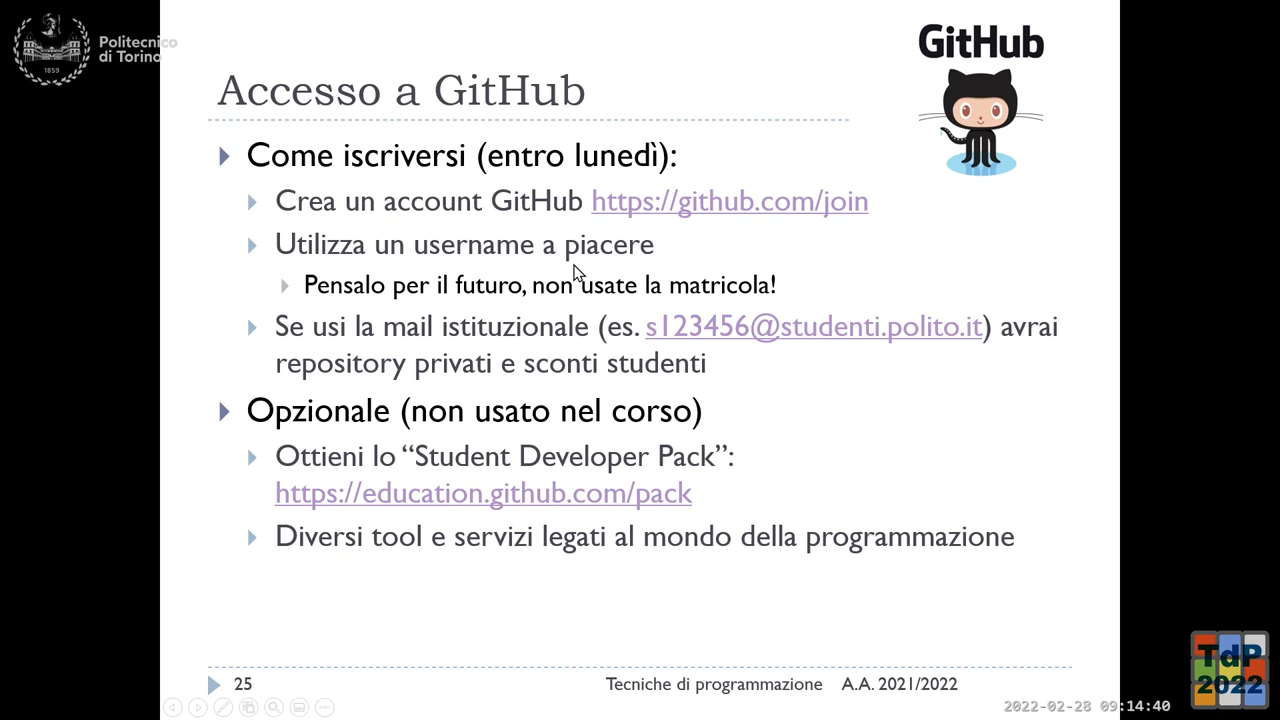 Politecnico
di Torino
1859
GitHub
Accesso a GitHub
Come iscriversi (entro lunedì):
Crea un account GitHub https://github.com/join
Utilizza un username a piacere
Pensalo per il futuro, non usate la matricola!
Se usi la mail istituzionale (es. s123456@studenti.polito.it) avrai
repository privati e sconti studenti
Opzionale (non usato nel corso)
Ottieni lo “Student Developer Pack”:
https://education.github.com/pack
Diversi tool e servizi legati al mondo della programmazione
25
Tecniche di programmazione A.A. 2021/2022
TdP
2022
2022-02-28 09:14:40